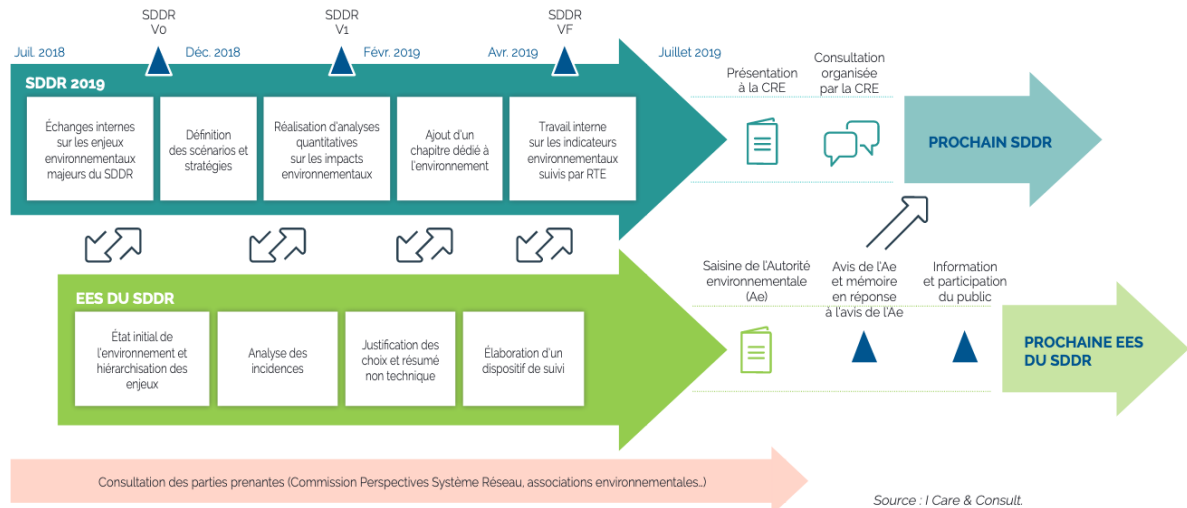 SDDR
V0
SDDR
V1
SDDR
VF
Juil. 2018
Déc. 2018
Févr. 2019
Avr. 2019
Juillet 2019
SDDR 2019
Échanges internes
sur les enjeux
environnementaux
majeurs du SDDR
Définition
des scénarios et
stratégies
Réalisation d'analyses
quantitatives
sur les impacts
environnementaux
Ajout d'un
chapitre dédié à
l'environnement
Travail interne
sur les indicateurs
environnementaux
suivis par RTE
Présentation
à la CRE
Consultation
organisée
par la CRE
PROCHAIN SDDR
EES DU SDDR
État initial de
l'environnement et
hiérarchisation des
enjeux
Analyse des
incidences
Justification des
choix et résumé
non technique
Élaboration d'un
dispositif de suivi
Saisine de l'Autorité
environnementale
(Ae)
Avis de l'Ae
et mémoire
en réponse
à l'avis de l'Ae
Information
et participation
du public
PROCHAINE EES
DU SDDR
Consultation des parties prenantes (Commission Perspectives Système Réseau, associations environnementales…)
Source : I Care & Consult.